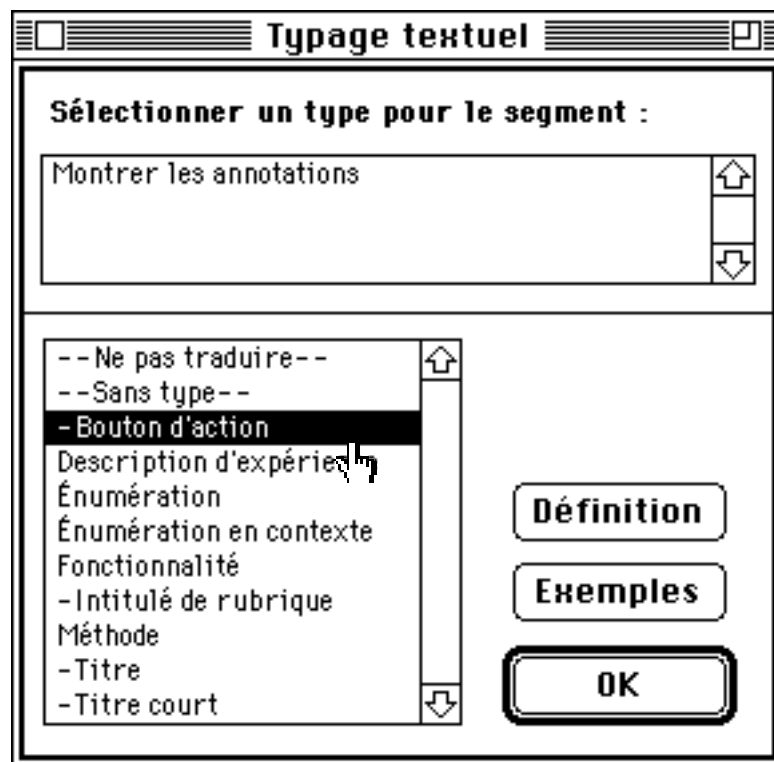 Typage textuel
Sélectionner un type pour le segment :
Montrer les annotations
--Ne pas traduire--
--Sans type--
-Bouton d'action
Description d'expérie
Énumération
Énumération en contexte
Fonctionnalité
-Intitulé de rubrique
Méthode
-Titre
-Titre court
Définition
Exemples
OK